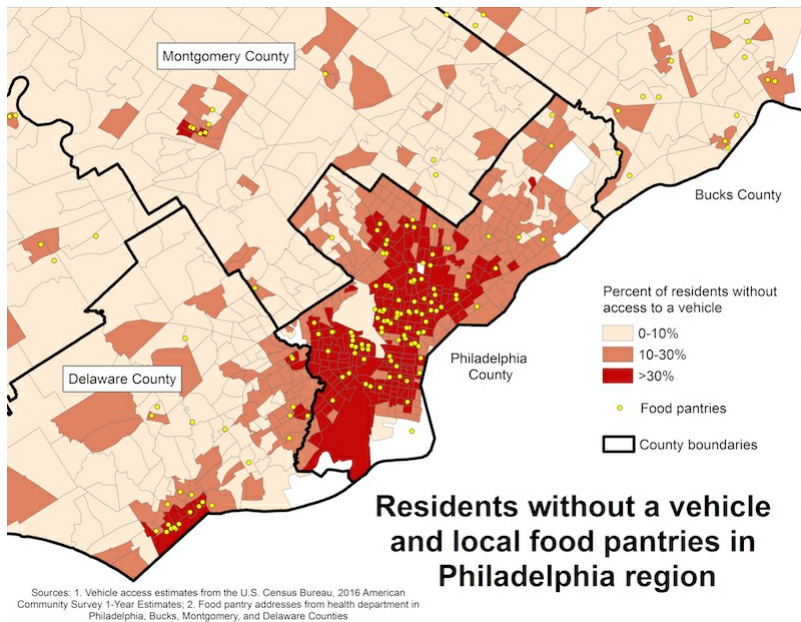 Montgomery County
Bucks County
Percent of residents without
access to a vehicle
0-10%
10-30%
>30%
Food pantries
County boundaries
Philadelphia
County
Delaware County
Residents without a vehicle
and local food pantries in
Philadelphia region
Sources: 1. Vehicle access estimates from the U.S. Census Bureau, 2016 American
Community Survey 1-Year Estimates; 2. Food pantry addresses from health department in
Philadelphia, Bucks, Montgomery, and Delaware Counties